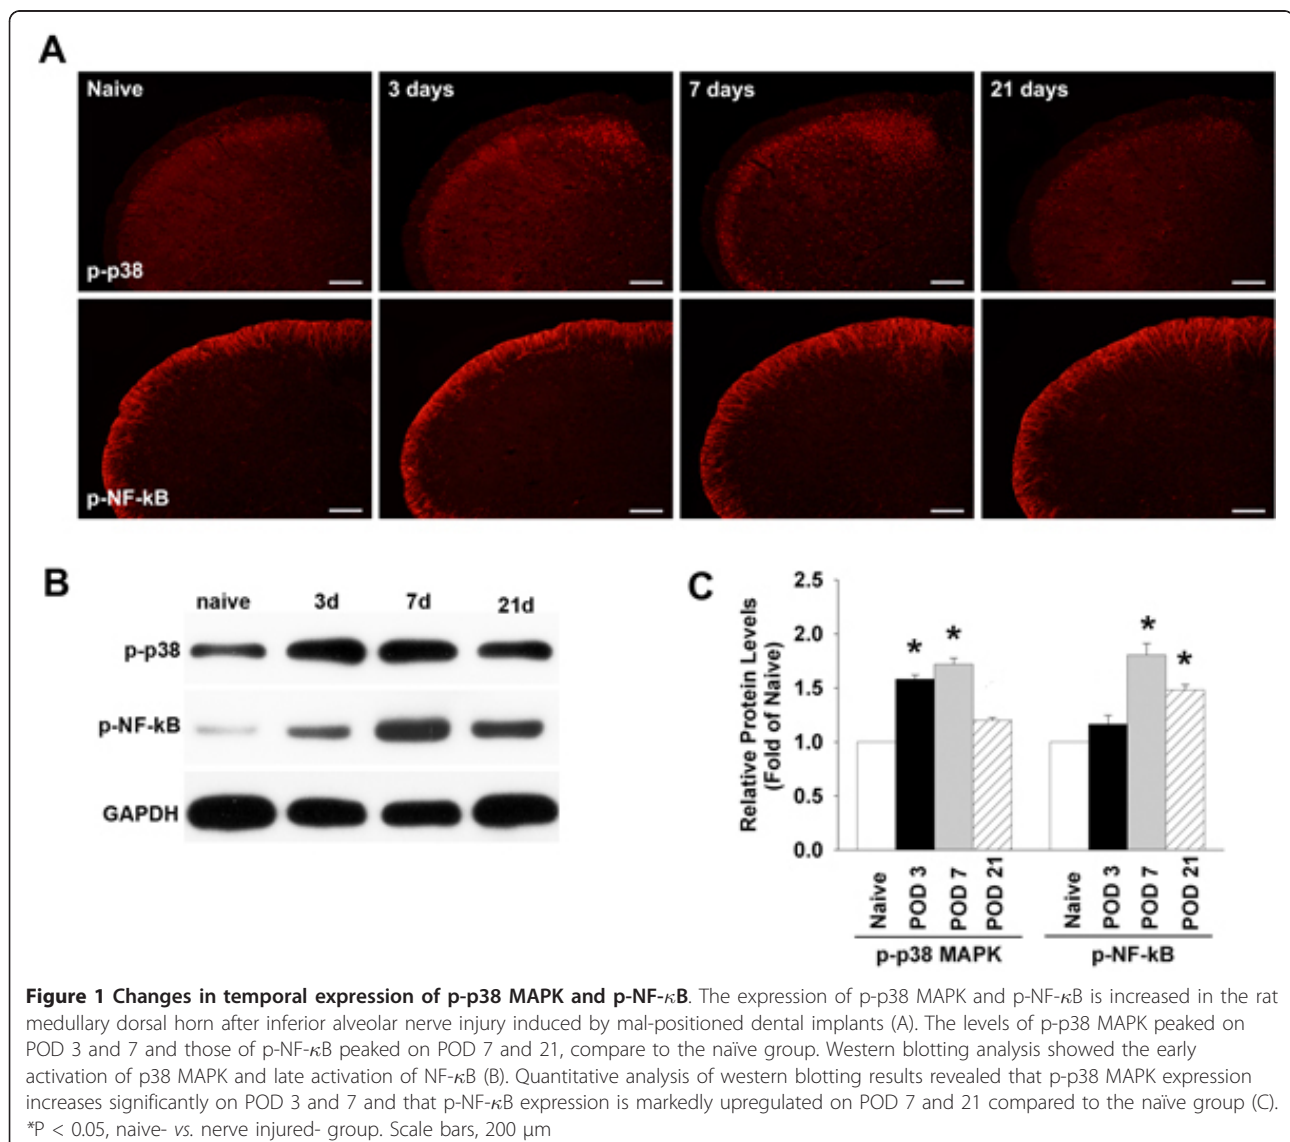 A
Naive
3 days
7 days
21 days
p-p38
p-NF-kB
B
naive 3d 7d 21d
p-p38
p-NF-kB
GAPDH
C
Relative Protein Levels
(Fold of Naive)
2.5
2.0
1.5
1.0
0.5
0.0
* * * *
Naive
POD 3
POD 7
POD 21
Naive
POD 3
POD 7
POD 21
p-p38 MAPK
p-NF-kB
Figure 1 Changes in temporal expression of p-p38 MAPK and p-NF-κB. The expression of p-p38 MAPK and p-NF-κB is increased in the rat
medullary dorsal horn after inferior alveolar nerve injury induced by mal-positioned dental implants (A). The levels of p-p38 MAPK peaked on
POD 3 and 7 and those of p-NF-κB peaked on POD 7 and 21, compare to the naïve group. Western blotting analysis showed the early
activation of p38 MAPK and late activation of NF-κB (B). Quantitative analysis of western blotting results revealed that p-p38 MAPK expression
increases significantly on POD 3 and 7 and that p-NF-κB expression is markedly upregulated on POD 7 and 21 compared to the naïve group (C).
*P < 0.05, naive- vs. nerve injured- group. Scale bars, 200 μm